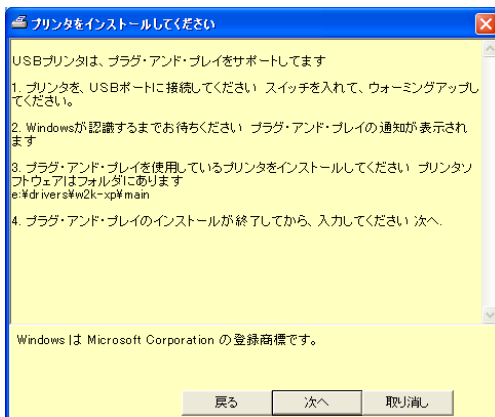 プリンタをインストールしてください
USBプリンタは、プラグ・アンド・プレイをサポートしてます
1. プリンタを、USBポートに接続してください スイッチを入れて、ウォーミングアップし
てください。
2. Windowsが認識するまでお待ちください プラグ・アンド・プレイの通知が表示され
ます
3. プラグ・アンド・プレイを使用しているプリンタをインストールしてください プリンタソ
フトウェアはフォルダにあります
e:¥drivers¥w2k-xp¥main
4. プラグ・アンド・プレイのインストールが終了してから、入力してください 次へ.
Windows は Microsoft Corporation の登録商標です。
戻る 次へ 取り消し